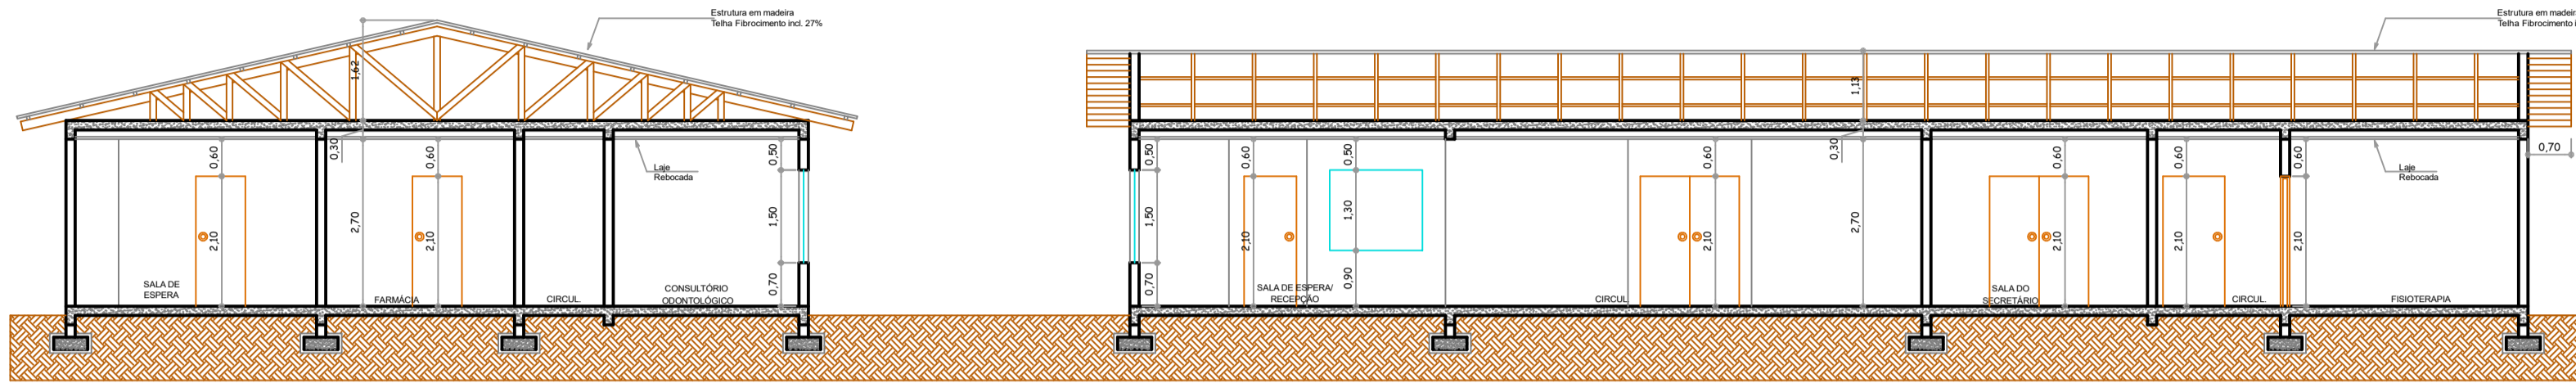 Estrutura em madeira
Telha Fibrocimento incl. 27%
1,62
0,30
0,60
0,60
0,50
2,70
2,10
2,10
1,50
0,70
Laje
Rebocada
SALA DE
ESPERA
FARMÁCIA
CIRCUL.
CONSULTÓRIO
ODONTOLÓGICO
Estrutura em madeir
Telha Fibrocimento i
1,13
0,30
0,50
0,60
0,50
0,60
0,60
0,60
0,60
0,70
1,50
2,10
1,30
2,10
2,70
2,10
2,10
2,10
0,70
0,90
Laje
Rebocada
SALA DE ESPERA/
RECEPÇÃO
CIRCUL.
SALA DO
SECRETÁRIO
CIRCUL.
FISIOTERAPIA